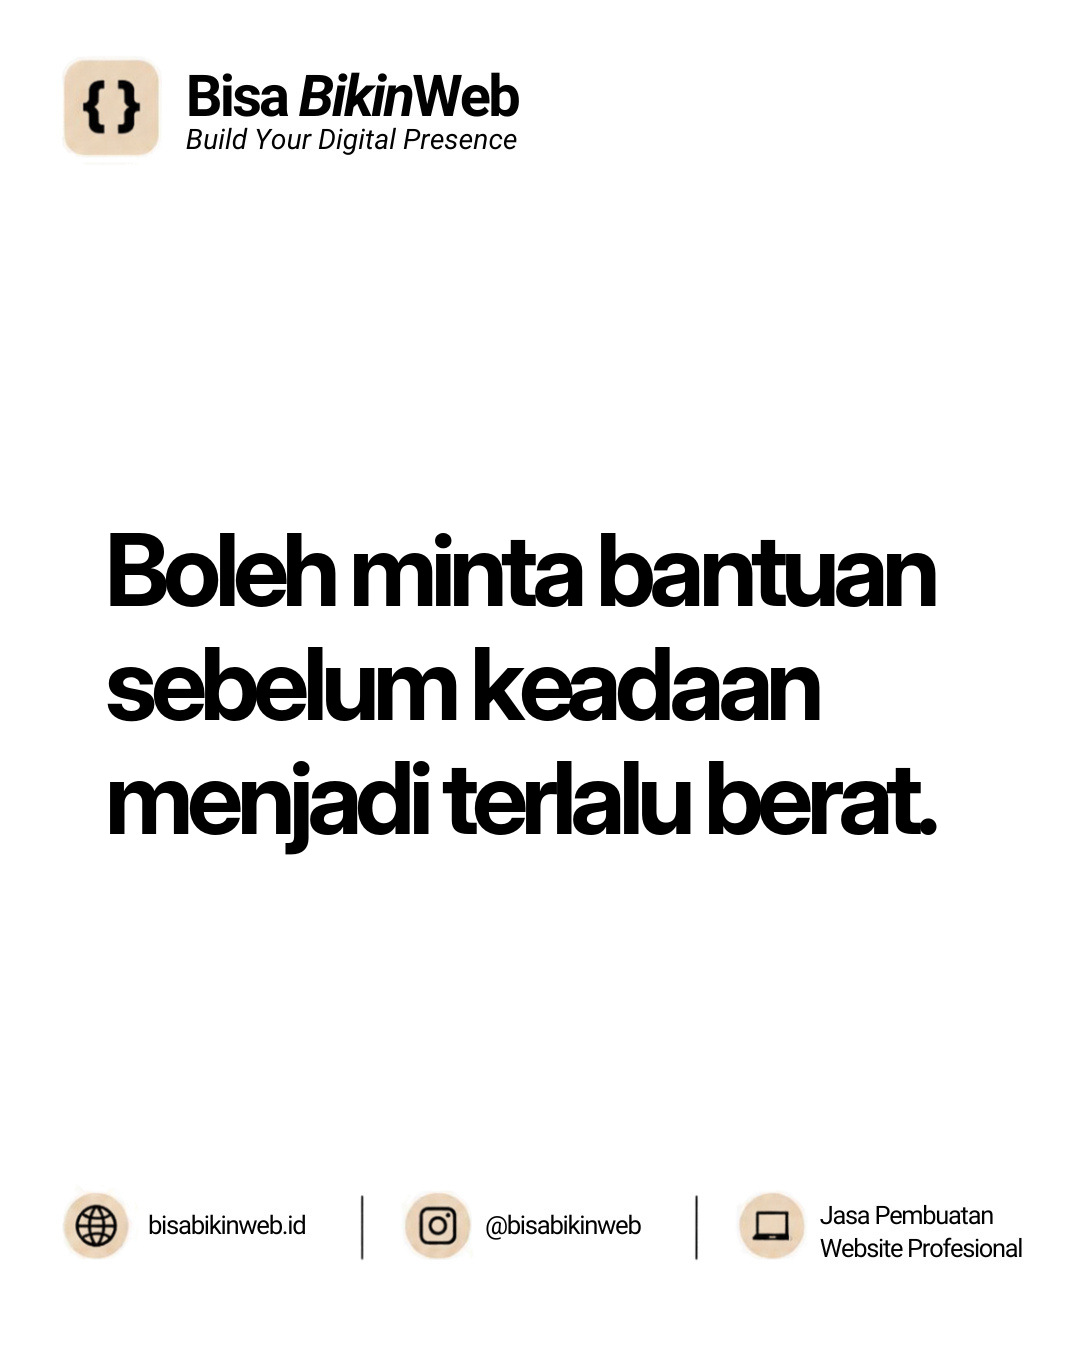 { }
Bisa BikinWeb
Build Your Digital Presence
Boleh minta bantuan
sebelum keadaan
menjadi terlalu berat.
bisabikinweb.id
@bisabikinweb
Jasa Pembuatan
Website Profesional